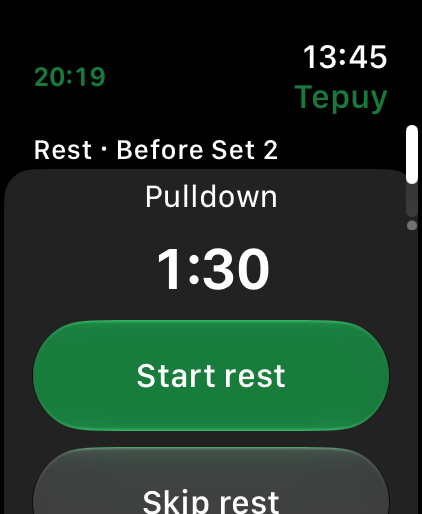 13:45
20:19
Tepuy
Rest · Before Set 2
Pulldown
1:30
Start rest
Skip rest